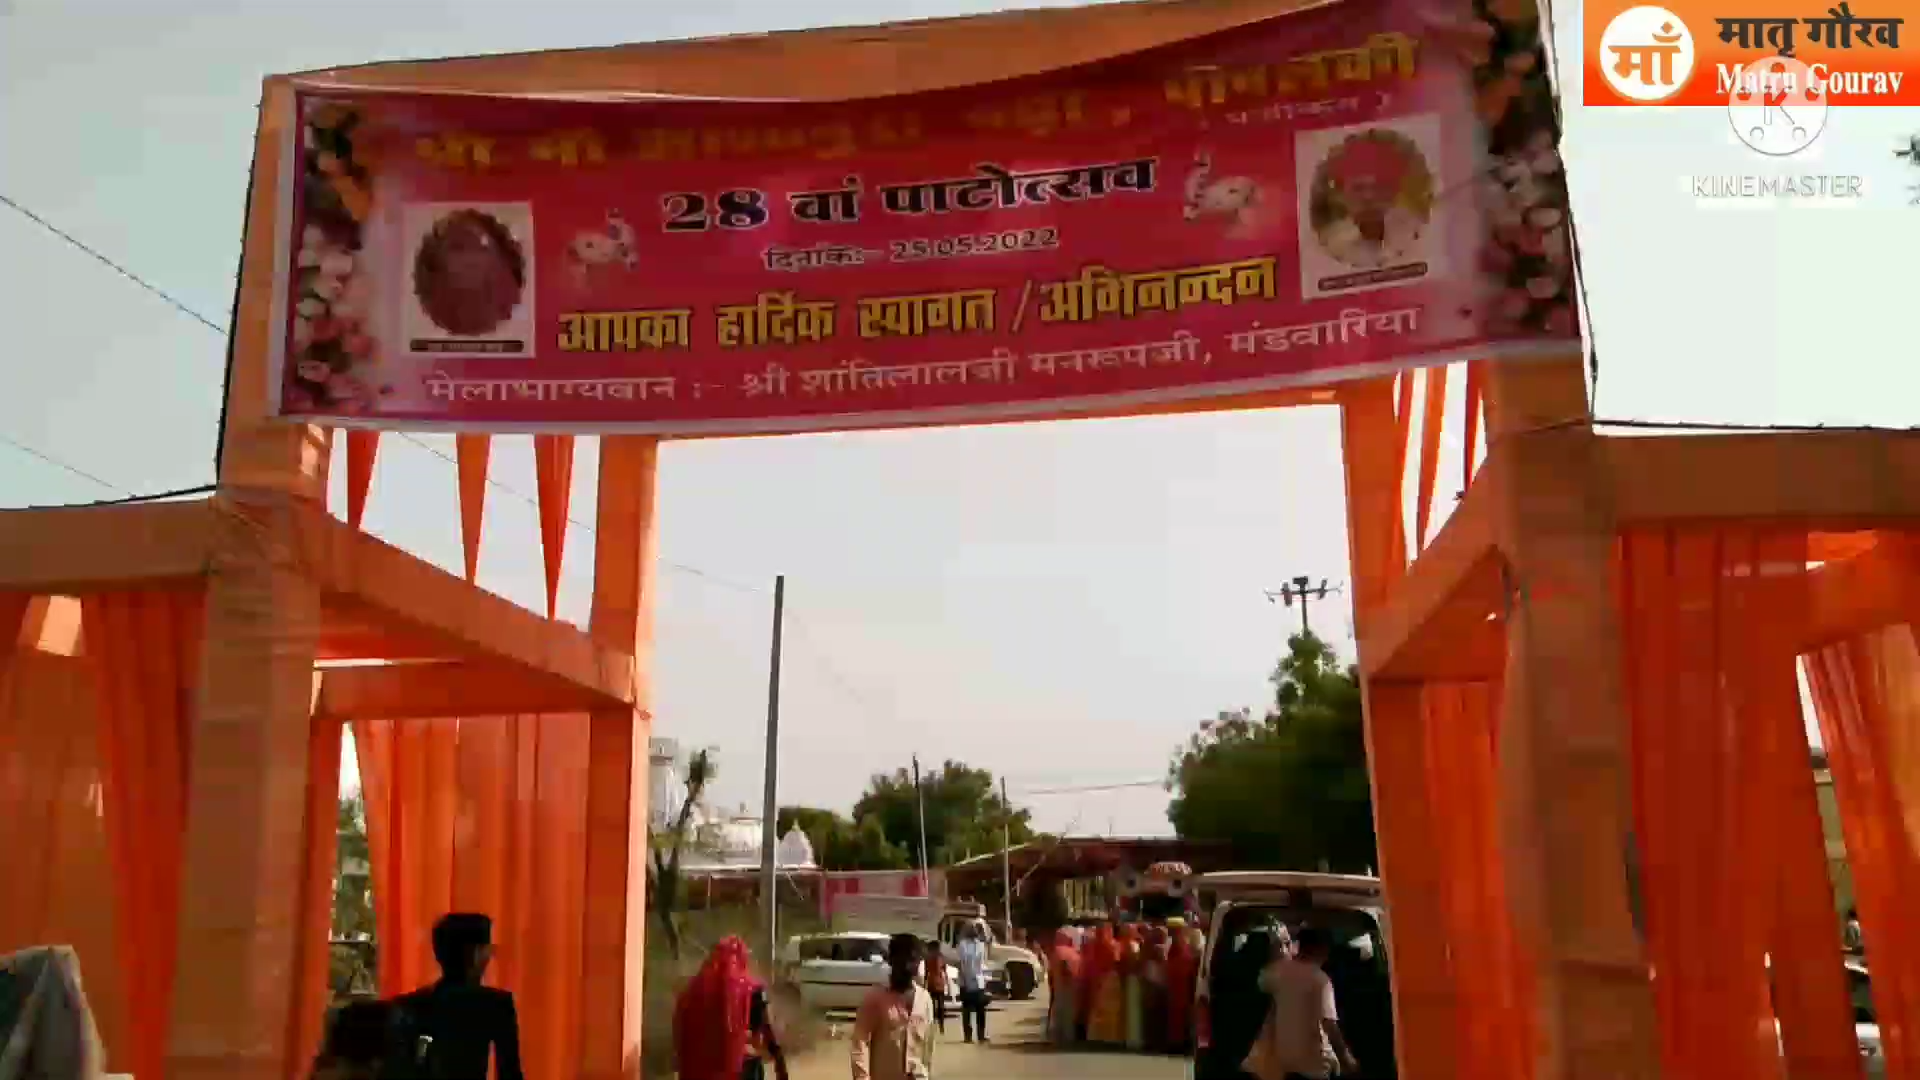 माँ
मातृ गौरव
Matru Gourav
KINEMASTER
28 वां पाटोत्सव
दिनांक:- 25.05.2022
आपका हार्दिक स्वागत /अभिनन्दन
मेलाभाग्यवान :- श्री शांतिलालजी मनरूपजी, मंडवारिया